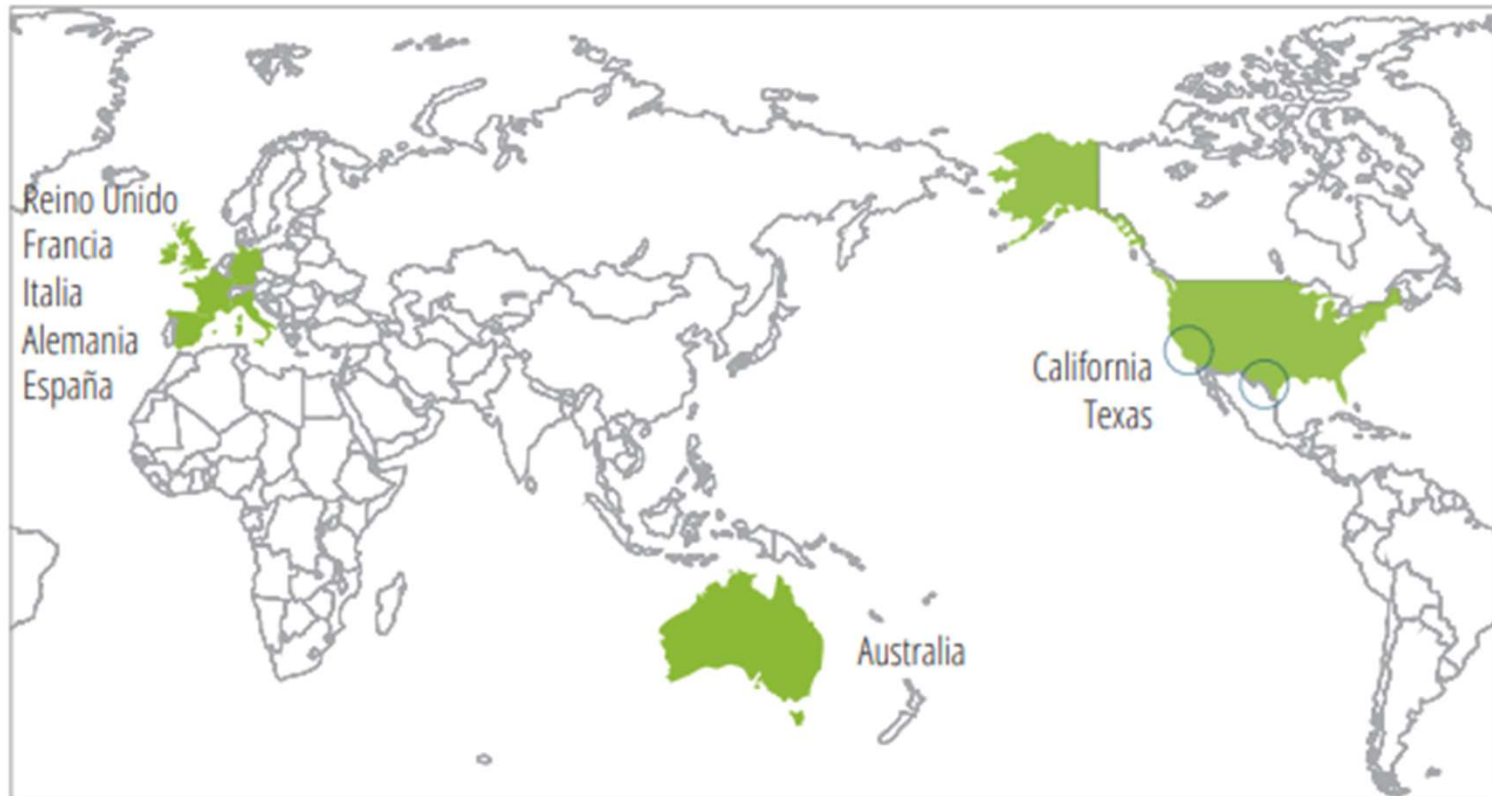 Reino Unido
Francia
Italia
Alemania
España
California
Texas
Australia